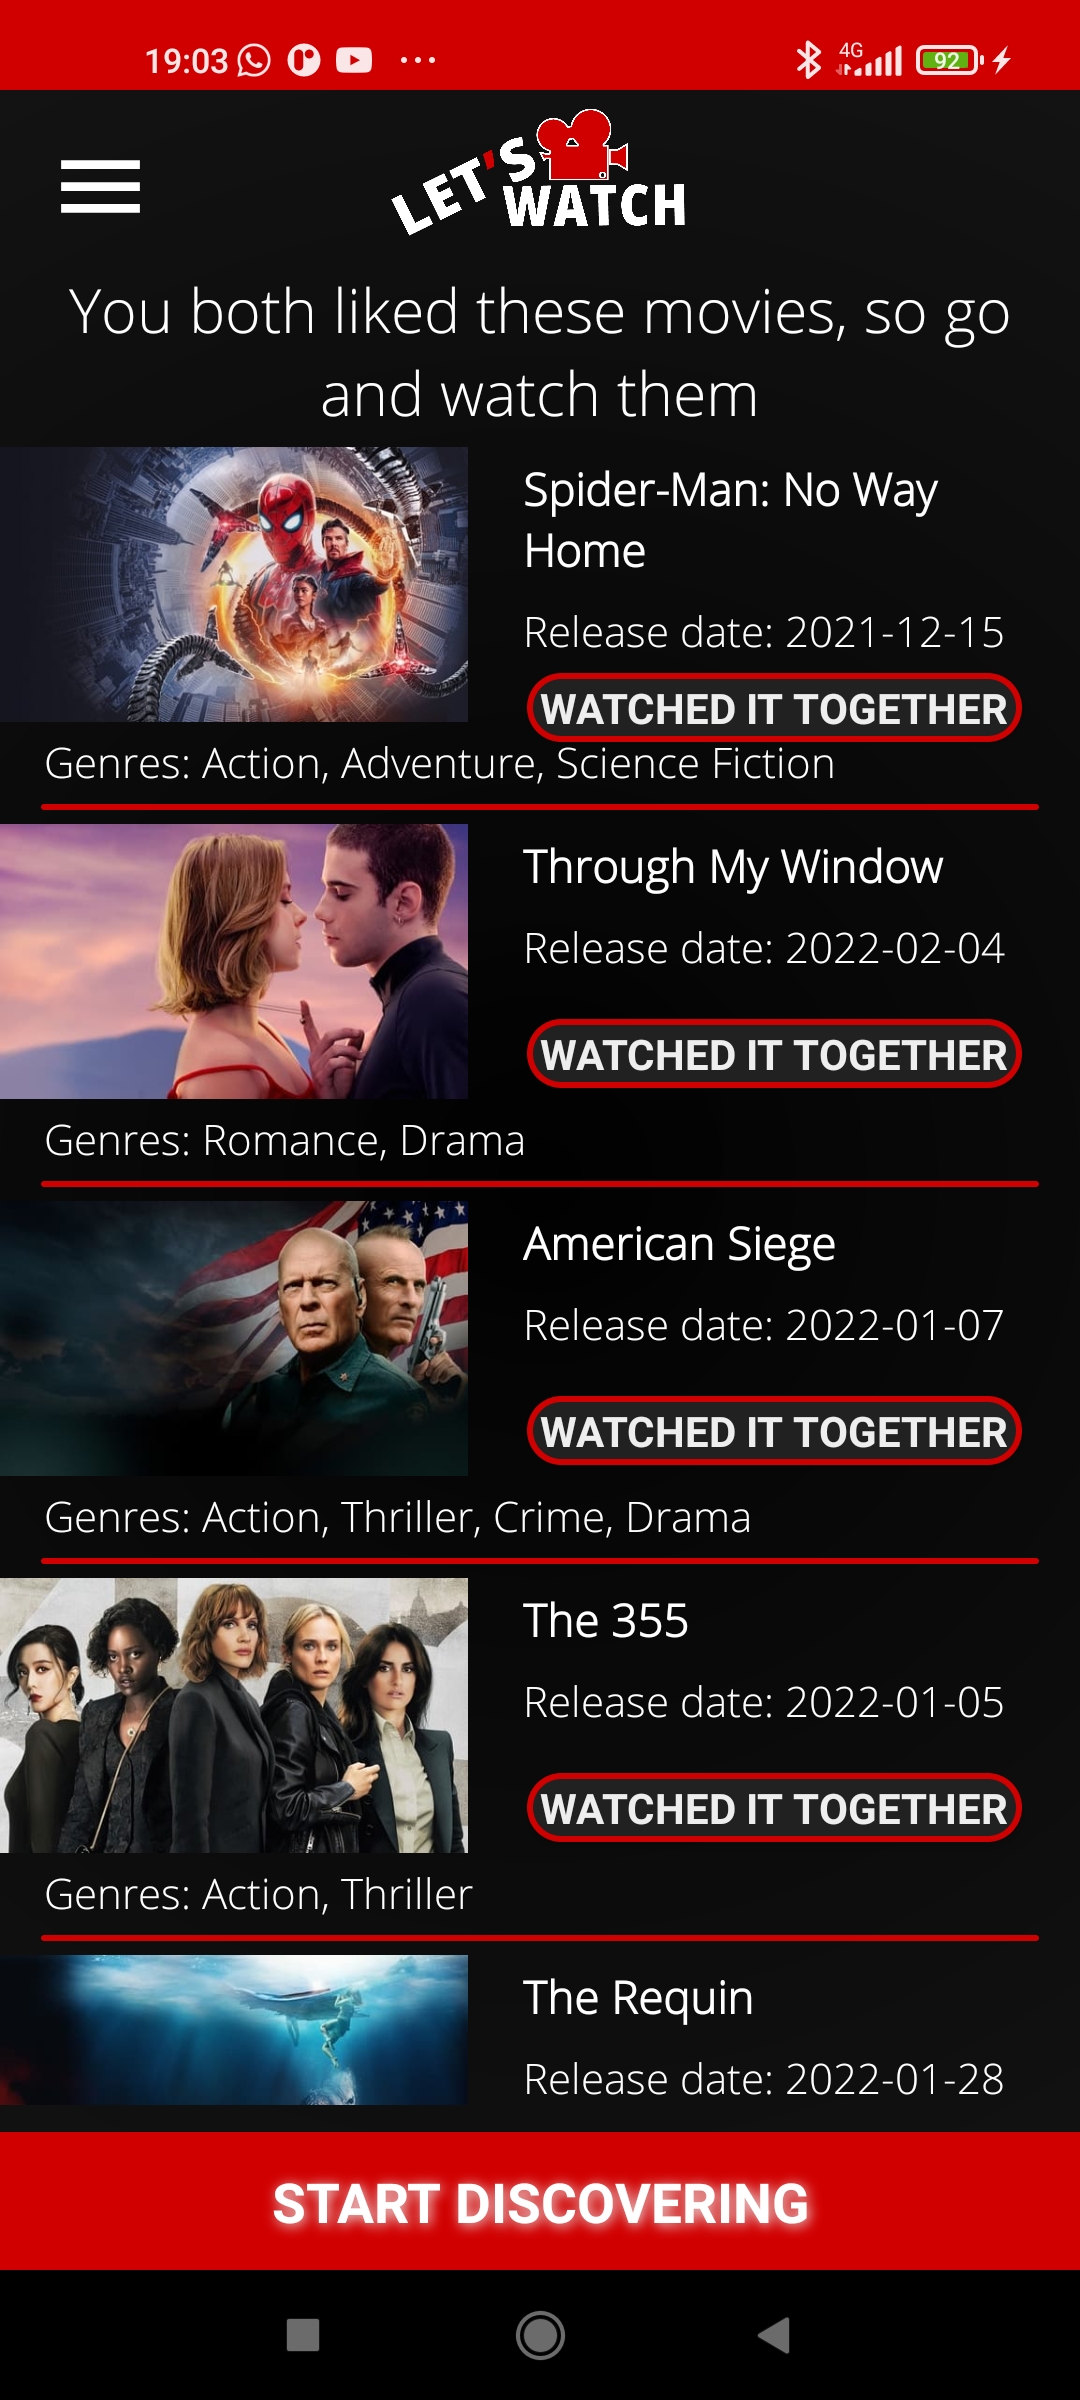 19:03
4G
92
LET'S
WATCH
You both liked these movies, so go
and watch them
Spider-Man: No Way
Home
Release date: 2021-12-15
WATCHED IT TOGETHER
Genres: Action, Adventure, Science Fiction
Through My Window
Release date: 2022-02-04
WATCHED IT TOGETHER
Genres: Romance, Drama
American Siege
Release date: 2022-01-07
WATCHED IT TOGETHER
Genres: Action, Thriller, Crime, Drama
The 355
Release date: 2022-01-05
WATCHED IT TOGETHER
Genres: Action, Thriller
The Requin
Release date: 2022-01-28
START DISCOVERING